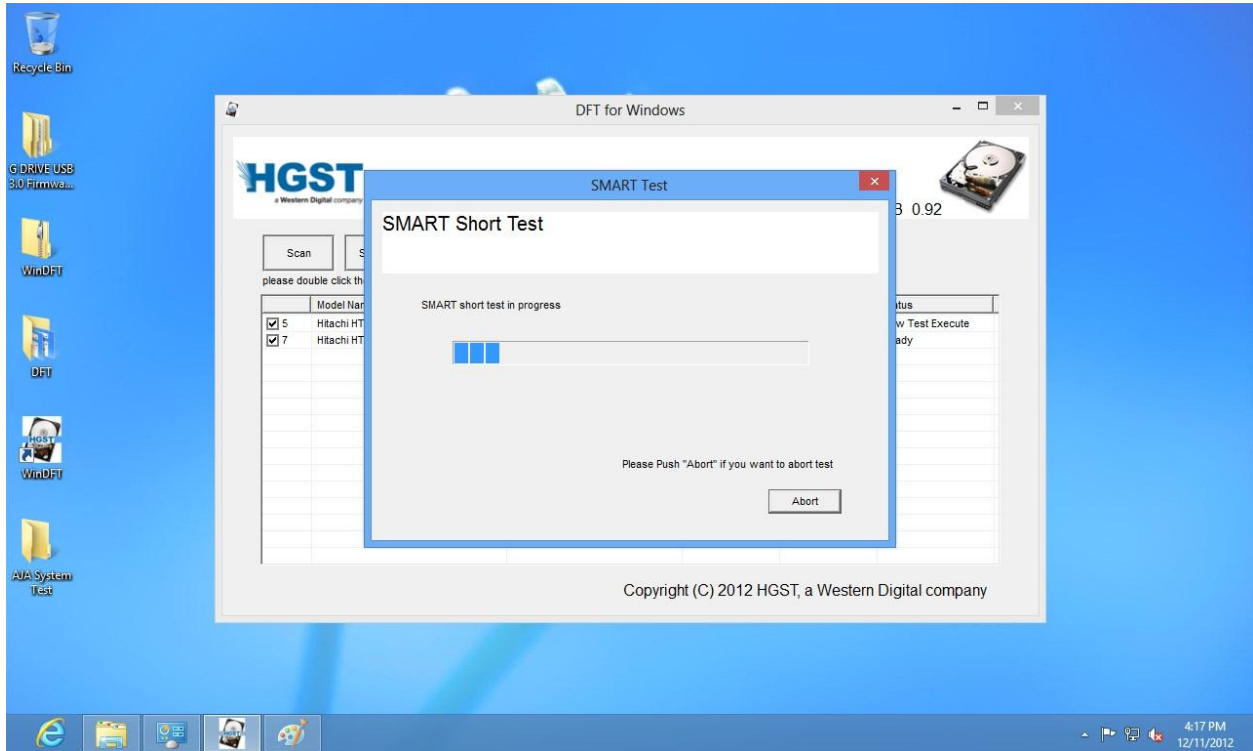 Recycle Bin
G DRIVE USB
3.0 Firmwa...
WinDFT
DFT
HGST
WinDFT
AJA System
Test
DFT for Windows
HGST
a Western Digital company
0.92
Scan
please double click th
Model Nar
5 Hitachi HT
7 Hitachi HT
tus
w Test Execute
ady
SMART Test
SMART Short Test
SMART short test in progress
Please Push "Abort" if you want to abort test
Abort
Copyright (C) 2012 HGST, a Western Digital company
4:17 PM
12/11/2012